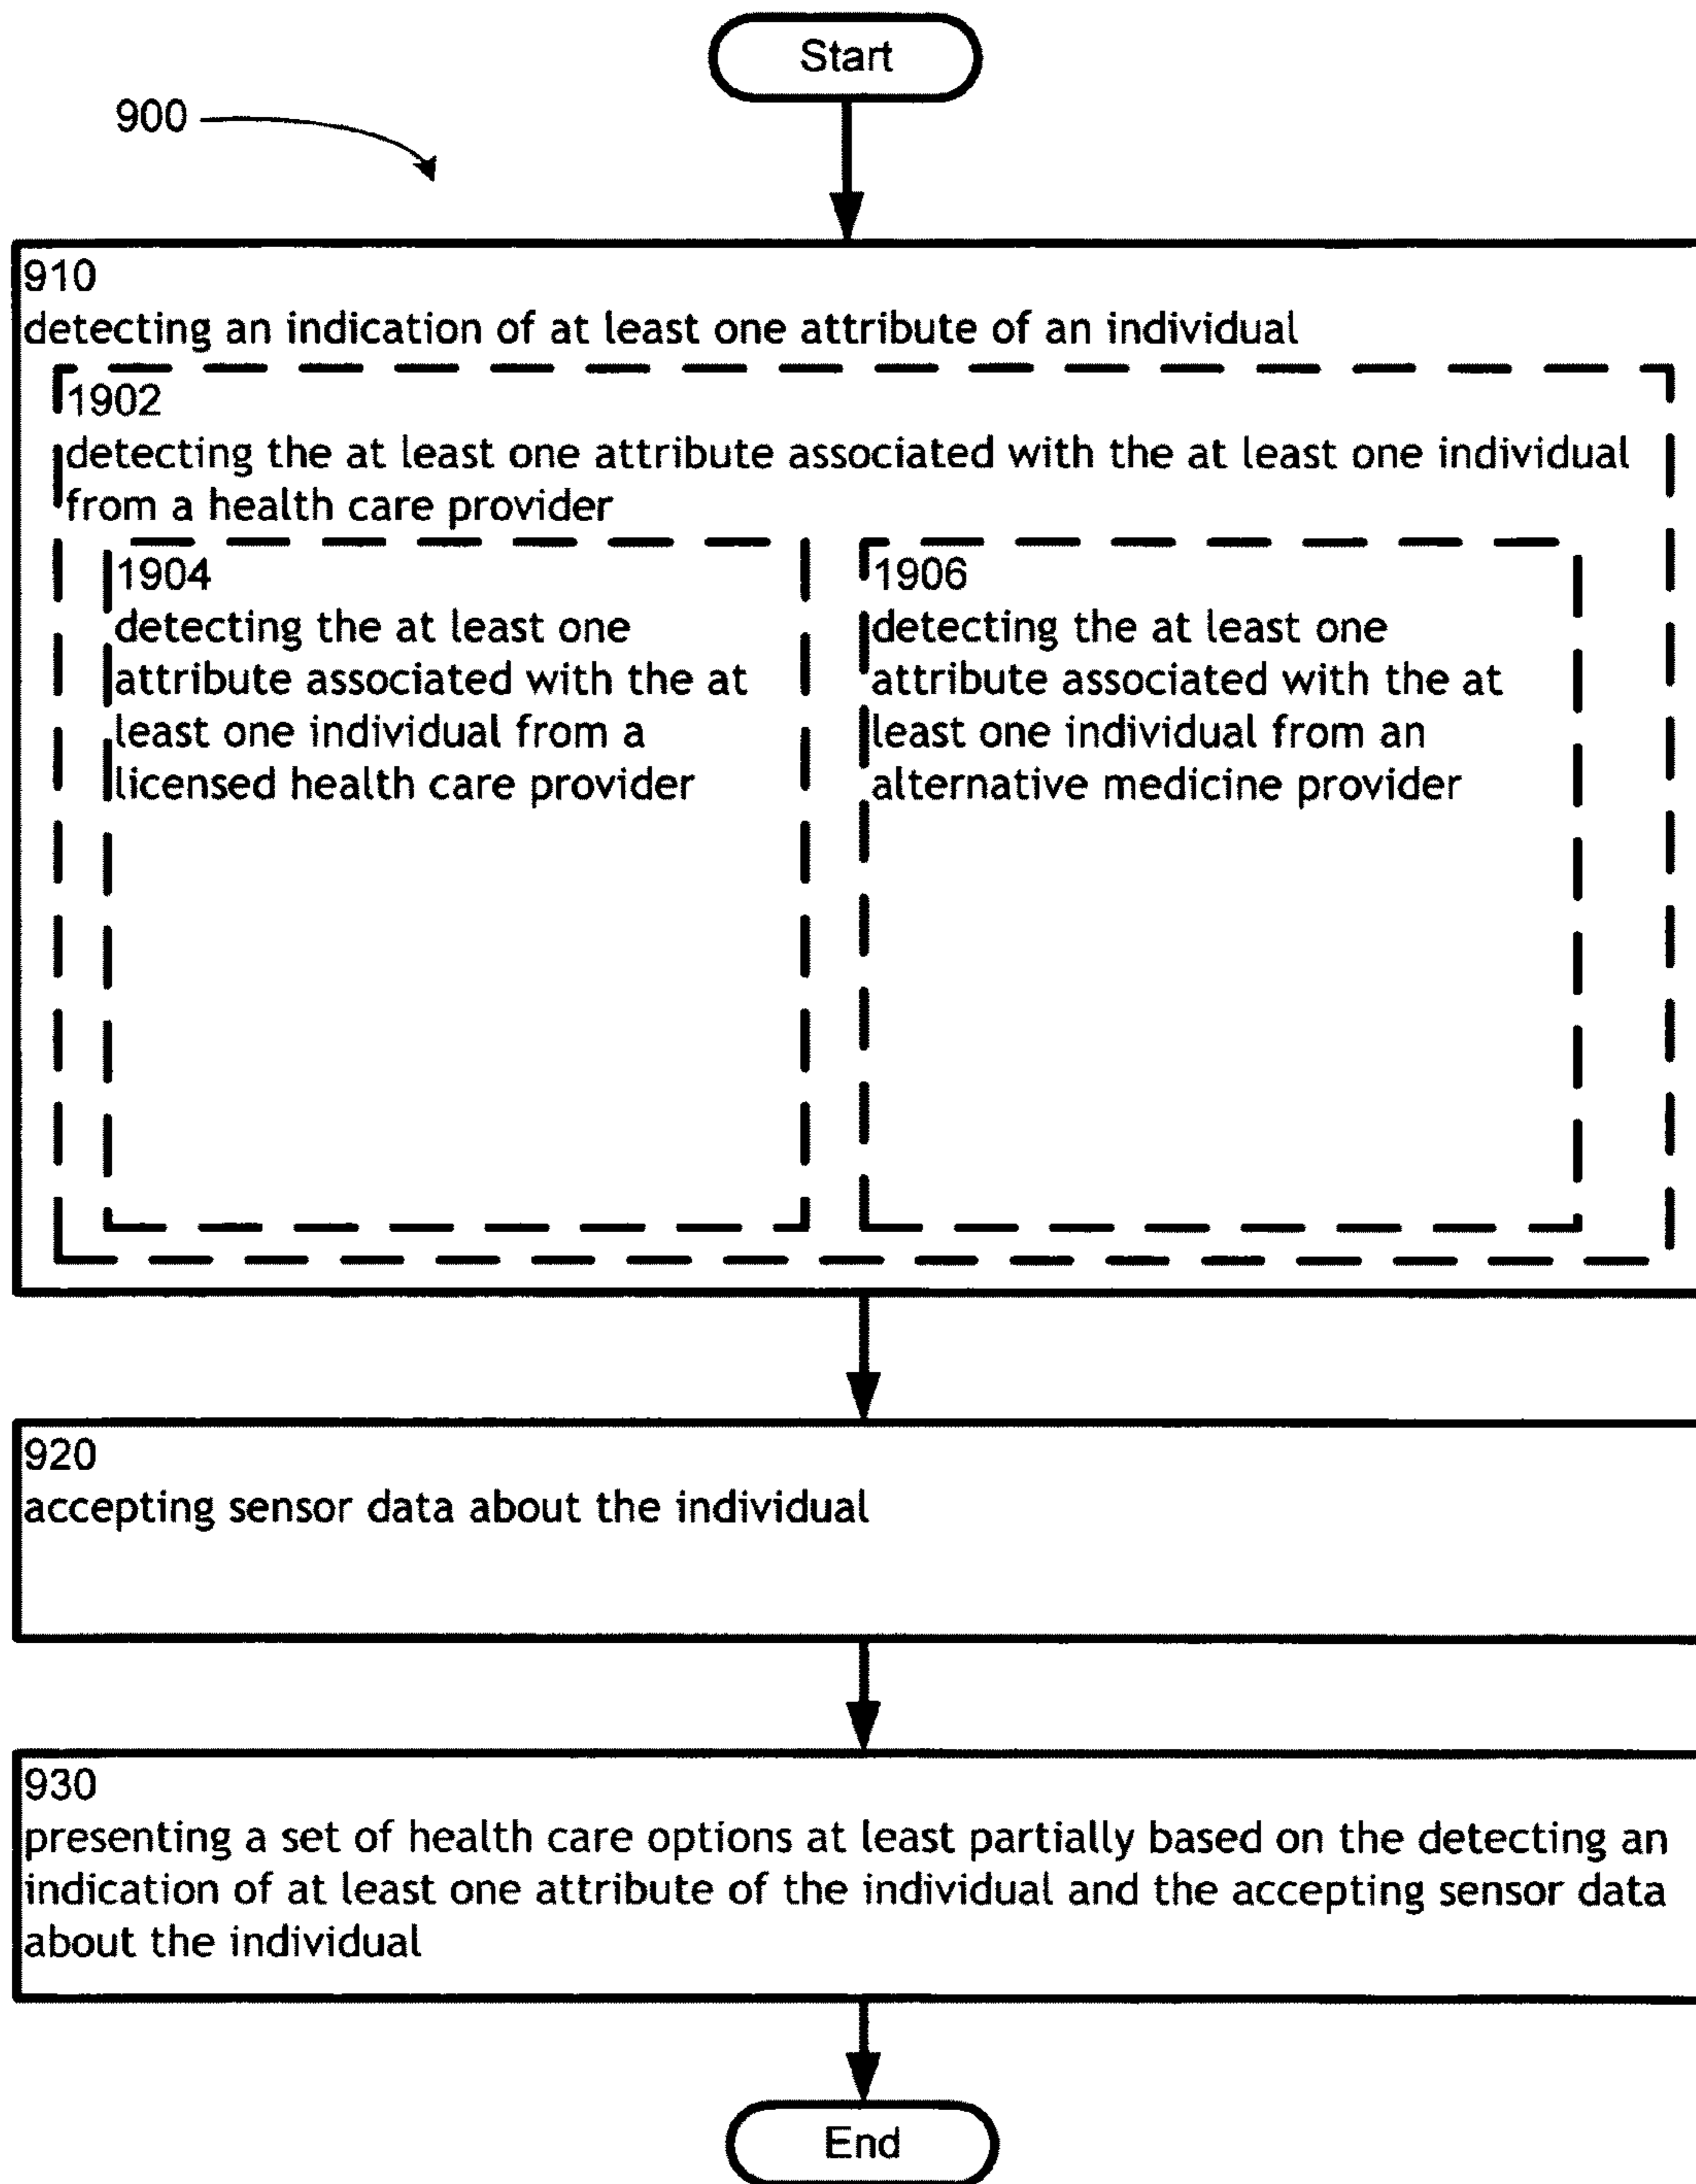 Start
900
910
detecting an indication of at least one attribute of an individual
1902
detecting the at least one attribute associated with the at least one individual
from a health care provider
1904
detecting the at least one
attribute associated with the at
least one individual from a
licensed health care provider
1906
detecting the at least one
attribute associated with the at
least one individual from an
alternative medicine provider
920
accepting sensor data about the individual
930
presenting a set of health care options at least partially based on the detecting an
indication of at least one attribute of the individual and the accepting sensor data
about the individual
End